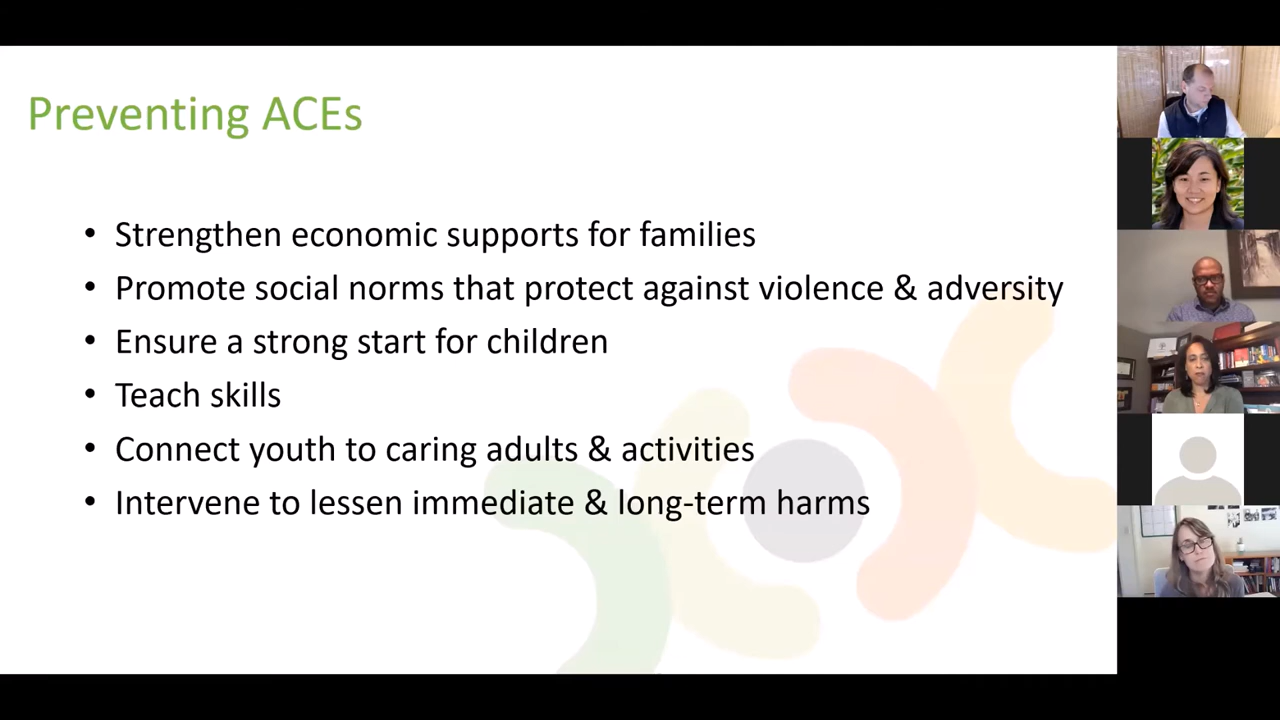 Preventing ACEs
• Strengthen economic supports for families
• Promote social norms that protect against violence & adversity
• Ensure a strong start for children
• Teach skills
• Connect youth to caring adults & activities
• Intervene to lessen immediate & long-term harms